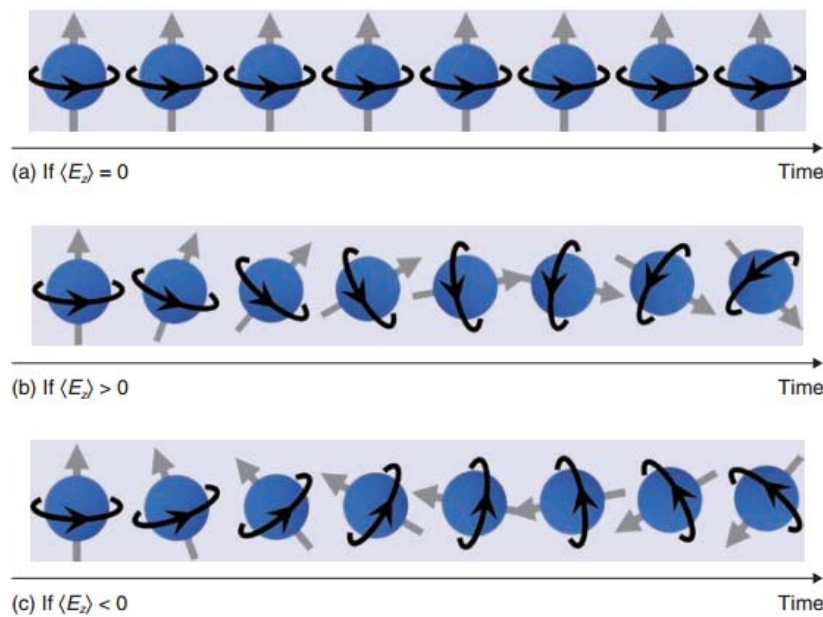 Time
(a) If ⟨E_z⟩ = 0
Time
(b) If ⟨E_z⟩ > 0
Time
(c) If ⟨E_z⟩ < 0